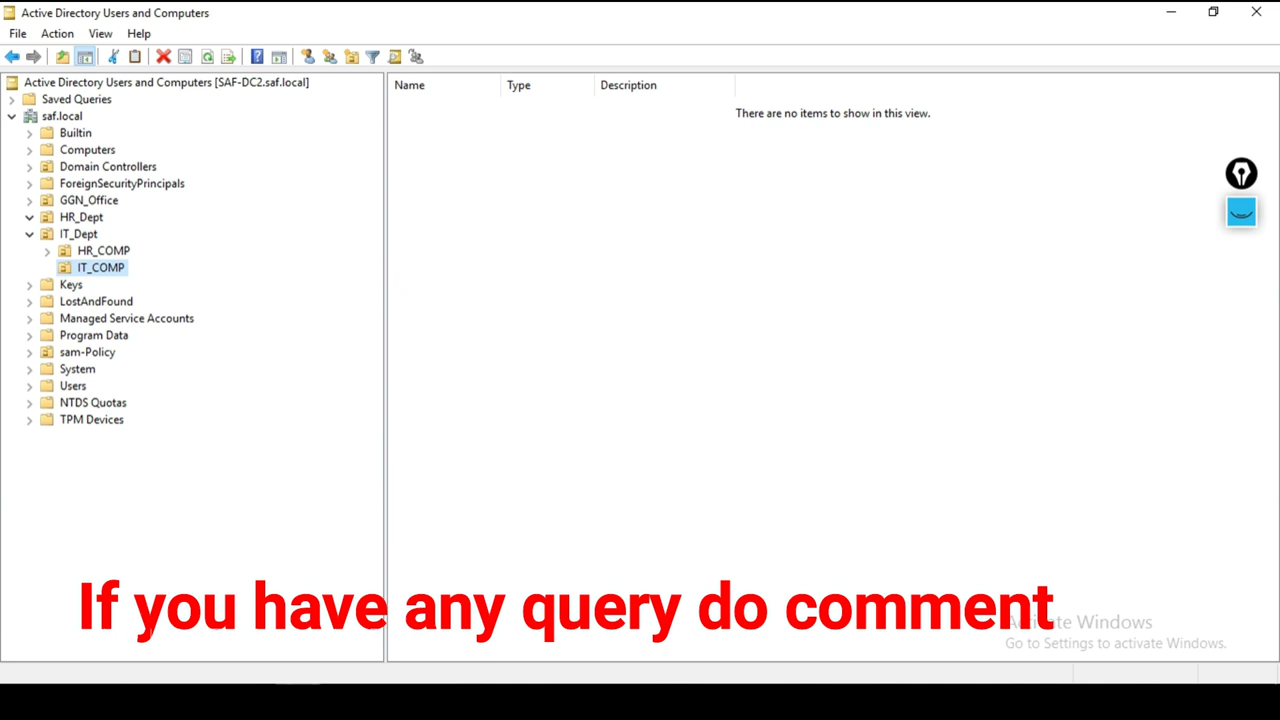 Active Directory Users and Computers
File Action View Help
Active Directory Users and Computers [SAF-DC2.saf.local]
Saved Queries
saf.local
Builtin
Computers
Domain Controllers
ForeignSecurityPrincipals
GGN_Office
HR_Dept
IT_Dept
HR_COMP
IT_COMP
Keys
LostAndFound
Managed Service Accounts
Program Data
sam-Policy
System
Users
NTDS Quotas
TPM Devices
Name Type Description
There are no items to show in this view.
If you have any query do comment
Activate Windows
Go to Settings to activate Windows.